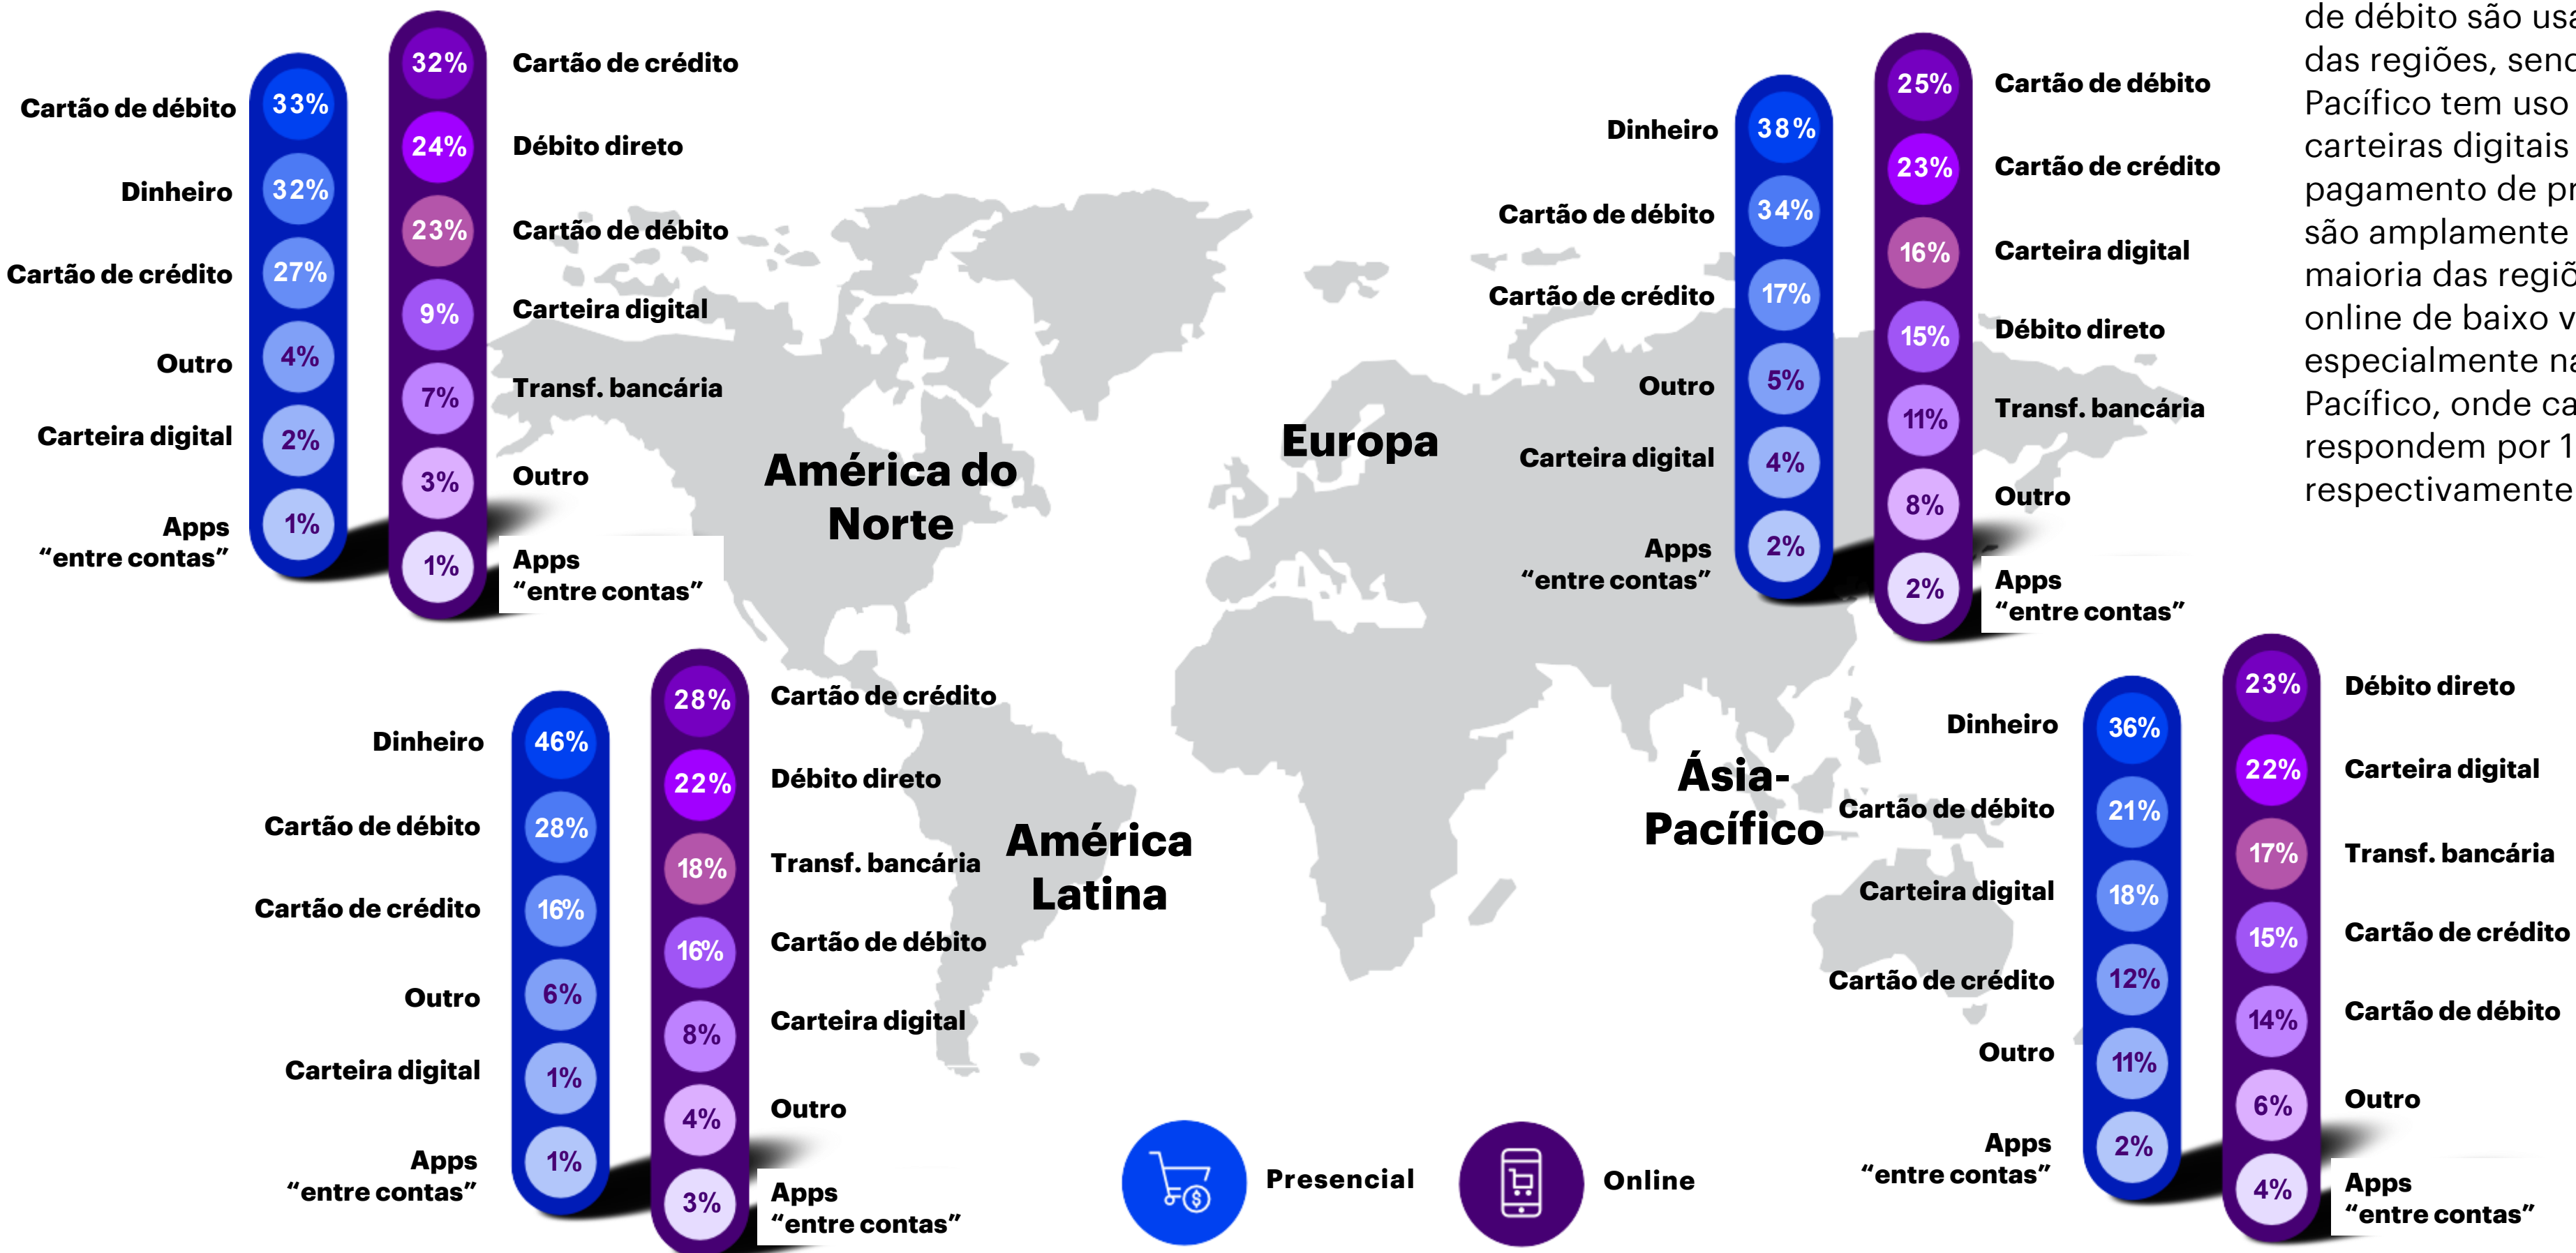 Cartão de débito
33%
Dinheiro
32%
Cartão de crédito
27%
Outro
4%
Carteira digital
2%
Apps
“entre contas”
1%
32%
Cartão de crédito
24%
Débito direto
23%
Cartão de débito
9%
Carteira digital
7%
Transf. bancária
3%
Outro
1%
Apps
“entre contas”
América do
Norte
Europa
Dinheiro
38%
Cartão de débito
34%
Cartão de crédito
17%
Outro
5%
Carteira digital
4%
Apps
“entre contas”
2%
25%
Cartão de débito
23%
Cartão de crédito
16%
Carteira digital
15%
Débito direto
11%
Transf. bancária
8%
Outro
2%
Apps
“entre contas”
de débito são
das regiões,
Pacífico tem uso
carteiras digitais
pagamento de
são amplamente
maioria das
online de baixo
especialmente
Pacífico, onde
respondem por
respectivamente
Dinheiro
46%
Cartão de débito
28%
Cartão de crédito
16%
Outro
6%
Carteira digital
1%
Apps
“entre contas”
1%
28%
Cartão de crédito
22%
Débito direto
18%
Transf. bancária
16%
Cartão de débito
8%
Carteira digital
4%
Outro
3%
Apps
“entre contas”
América
Latina
Ásia-
Pacífico
Dinheiro
36%
Cartão de débito
21%
Carteira digital
18%
Cartão de crédito
12%
Outro
11%
Apps
“entre contas”
2%
23%
Débito direto
22%
Carteira digital
17%
Transf. bancária
15%
Cartão de crédito
14%
Cartão de débito
6%
Outro
4%
Apps
“entre contas”
Presencial
Online